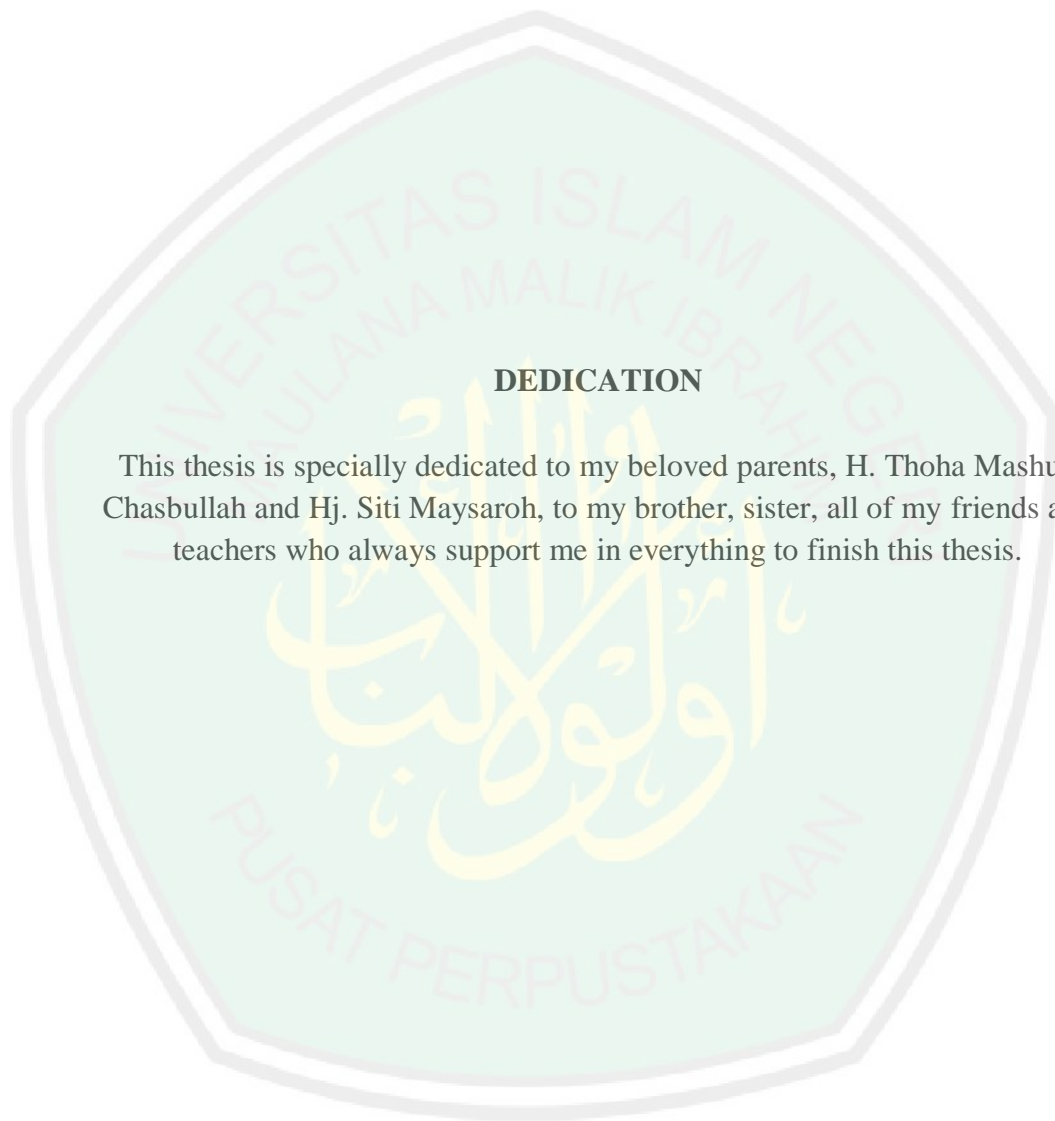 UNIVERSITAS ISLAM NEGERI
MAULANA MALIK IBRAHIM
DEDICATION
This thesis is specially dedicated to my beloved parents, H. Thoha
Chasbullah and Hj. Siti Maysaroh, to my brother, sister, all of my friends
teachers who always support me in everything to finish this thesis.
أولوا الألباب
PUSAT PERPUSTAKAAN